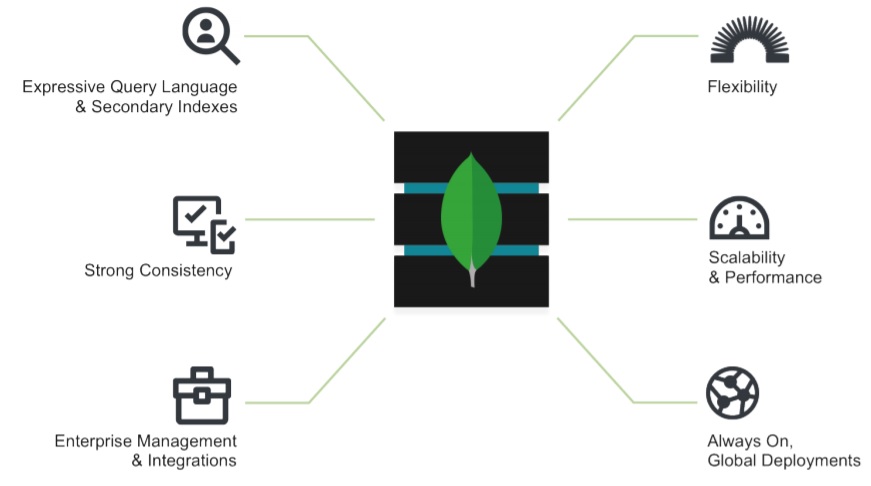 Expressive Query Language
& Secondary Indexes
Flexibility
Strong Consistency
Scalability
& Performance
Enterprise Management
& Integrations
Always On,
Global Deployments